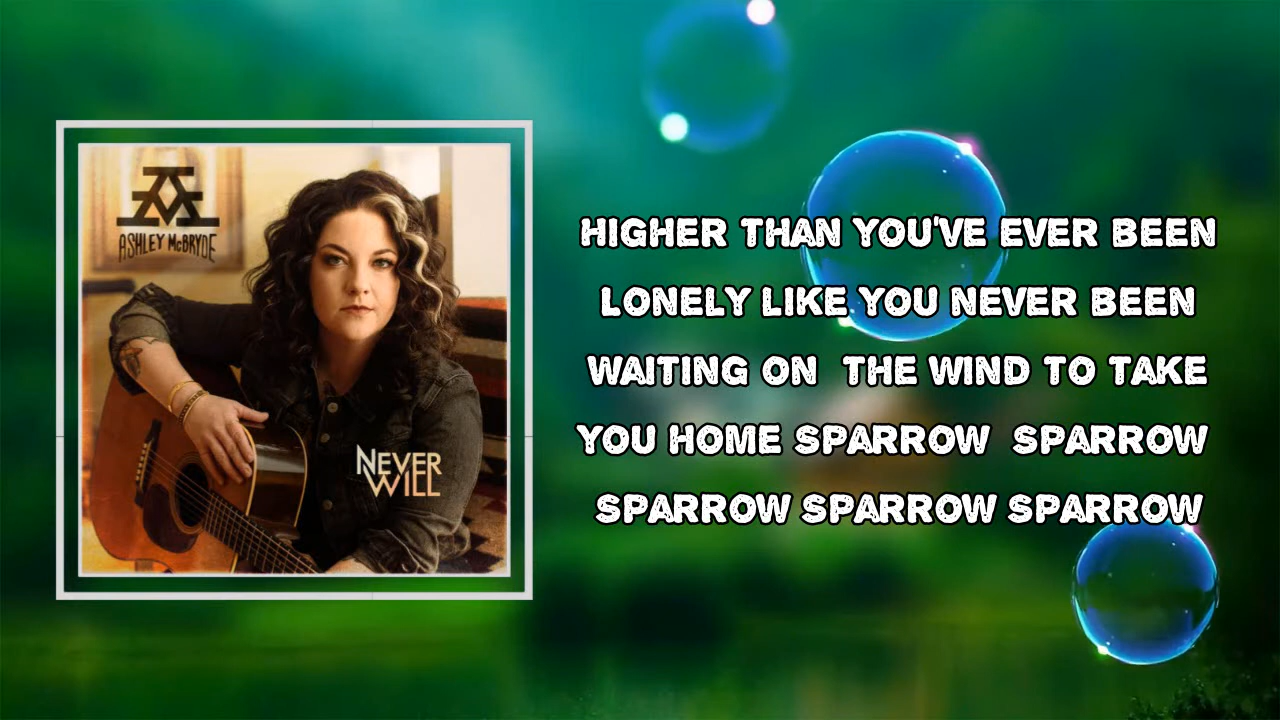 ASHLEY McBRYDE
NEVER
WILL
HIGHER THAN YOU'VE EVER BEEN
LONELY LIKE YOU NEVER BEEN
WAITING ON THE WIND TO TAKE
YOU HOME SPARROW SPARROW
SPARROW SPARROW SPARROW